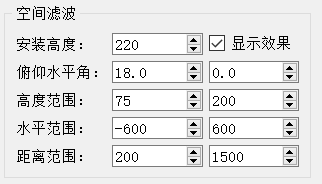 空间滤波
安装高度： 220 显示效果
俯仰水平角： 18.0 0.0
高度范围： 75 200
水平范围： -600 600
距离范围： 200 1500